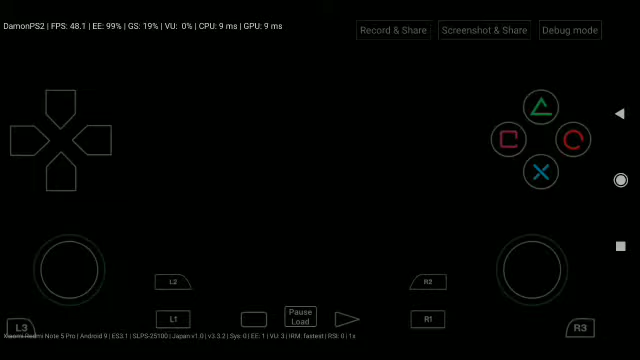 DamonPS2 | FPS: 48.1 | EE: 99% | GS: 19% | VU: 0% | CPU: 9 ms | GPU: 9 ms
Record & Share
Screenshot & Share
Debug mode
L2
R2
L1
Pause
Load
R1
L3
R3
Xiaomi Redmi Note 5 Pro | Android 9 | ES3.1 | SLPS-25100 | Japan v1.0 | v3.3.2 | Sys: 0 | EE: 1 | VU: 3 | IRM: fastest | RSI: 0 | 1x